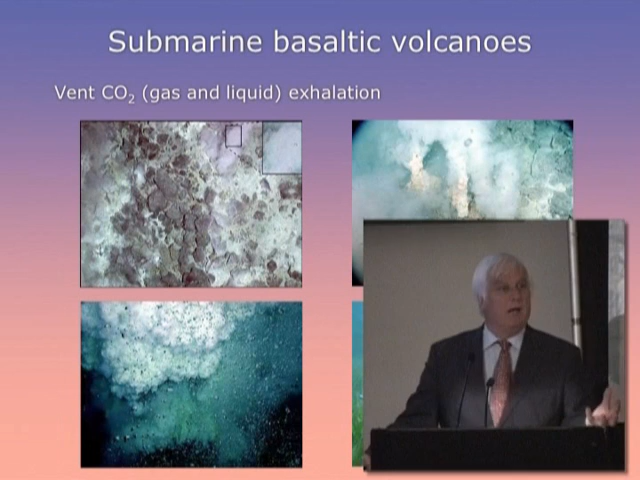 Submarine basaltic volcanoes
Vent CO₂ (gas and liquid) exhalation